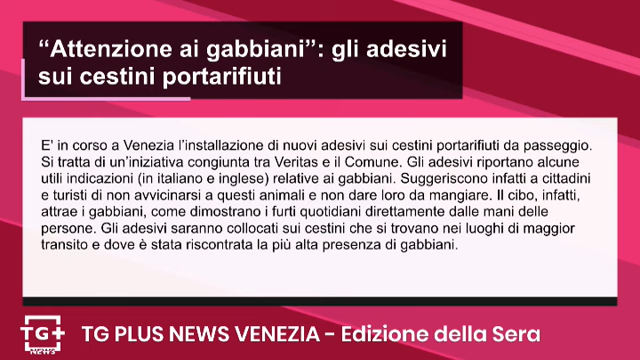 “Attenzione ai gabbiani”: gli adesivi
sui cestini portarifiuti
E' in corso a Venezia l’installazione di nuovi adesivi sui cestini portarifiuti da passeggio.
Si tratta di un’iniziativa congiunta tra Veritas e il Comune. Gli adesivi riportano alcune
utili indicazioni (in italiano e inglese) relative ai gabbiani. Suggeriscono infatti a cittadini
e turisti di non avvicinarsi a questi animali e non dare loro da mangiare. Il cibo, infatti,
attrae i gabbiani, come dimostrano i furti quotidiani direttamente dalle mani delle
persone. Gli adesivi saranno collocati sui cestini che si trovano nei luoghi di maggior
transito e dove è stata riscontrata la più alta presenza di gabbiani.
TG+
NEWS
TG PLUS NEWS VENEZIA - Edizione della Sera